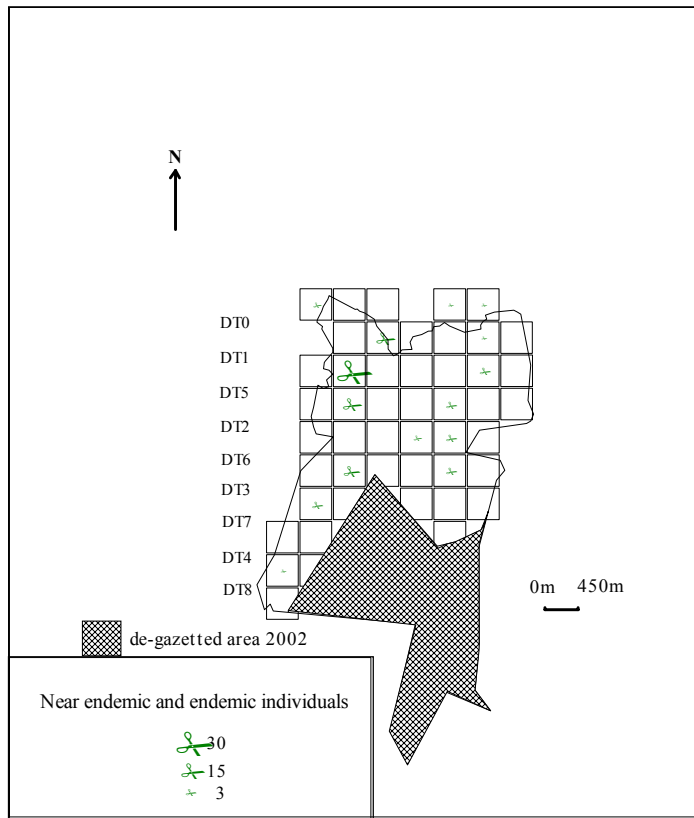 N
DT0
DT1
DT5
DT2
DT6
DT3
DT7
DT4
DT8
0m 450m
de-gazetted area 2002
Near endemic and endemic individuals
30
15
3